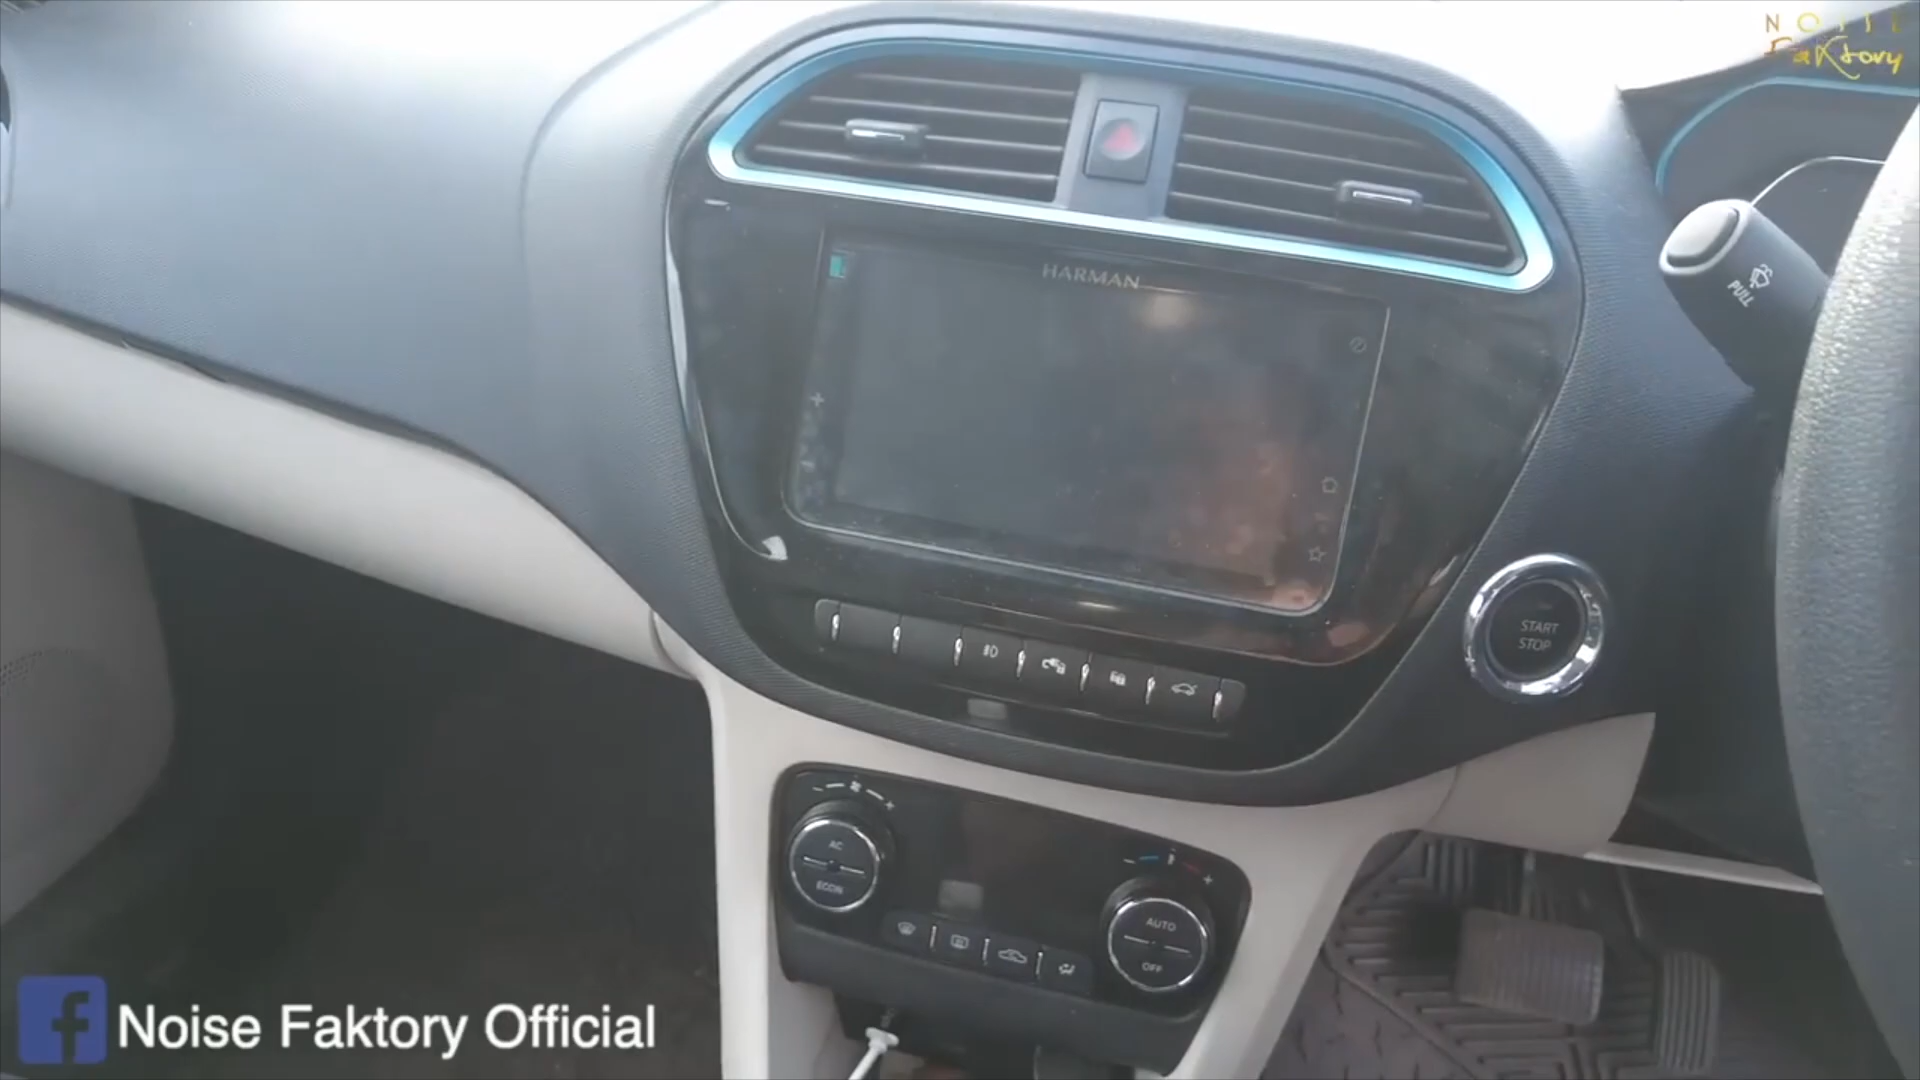 NOISE
Faktory
HARMAN
PULL
START
STOP
AC
ECON
AUTO
OFF
Noise Faktory Official